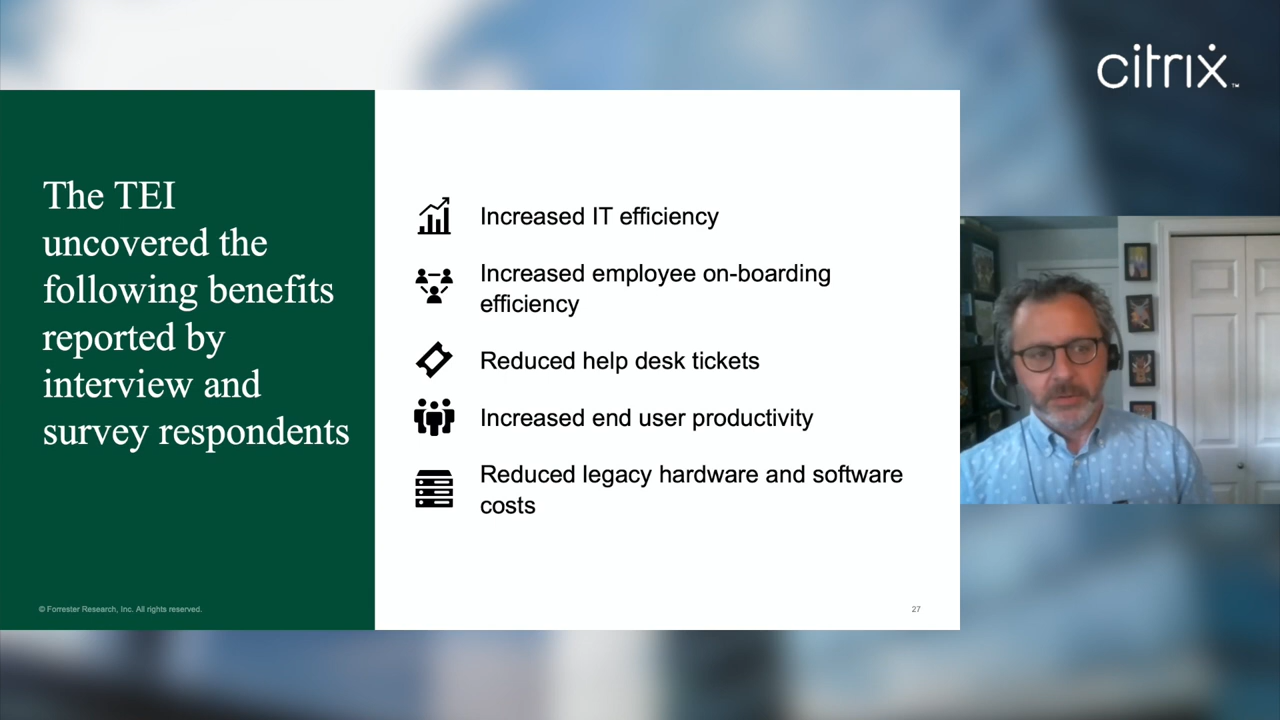 citrix™
The TEI
uncovered the
following benefits
reported by
interview and
survey respondents
Increased IT efficiency
Increased employee on-boarding
efficiency
Reduced help desk tickets
Increased end user productivity
Reduced legacy hardware and software
costs
© Forrester Research, Inc. All rights reserved.
27